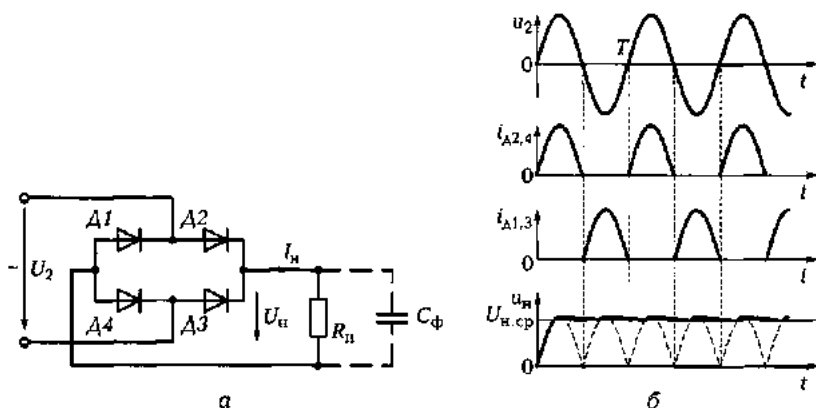 Д1
Д2
~
U₂
Д4
Д3
Iн
Uн
Rн
Cф
а
u₂
0
T
t
iД2,4
0
t
iД1,3
0
t
uн
Uн.ср
0
t
б